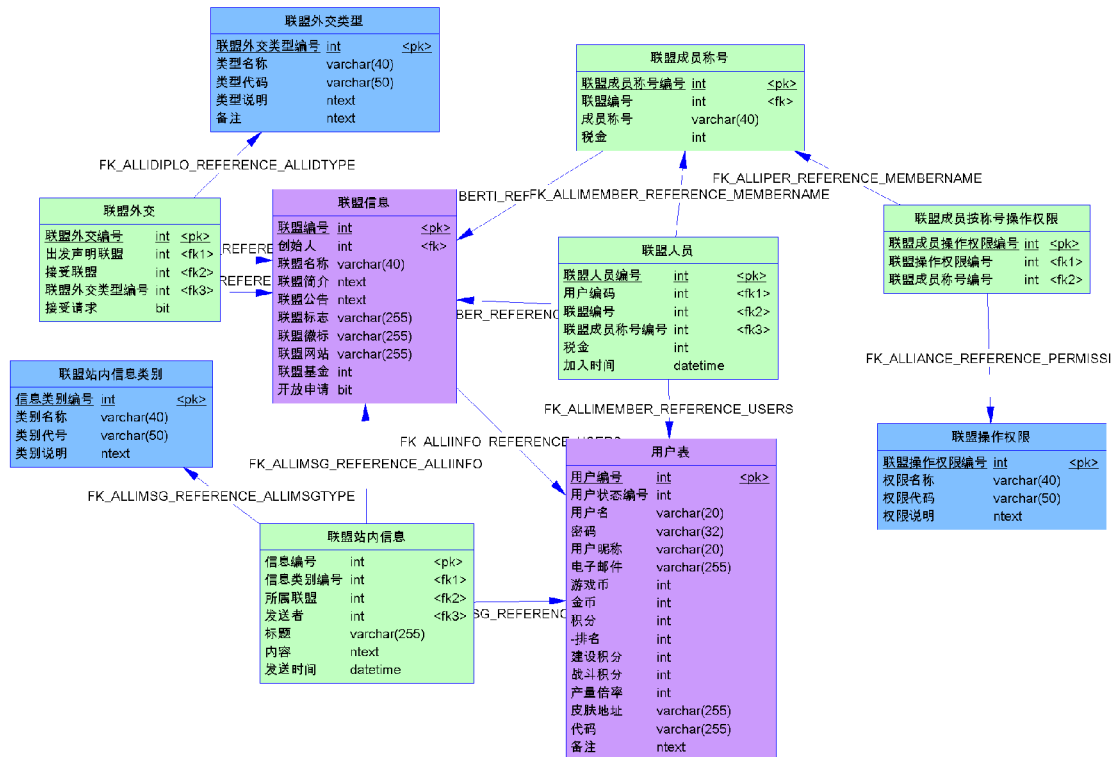 联盟外交类型
联盟外交类型编号 int <pk>
类型名称 varchar(40)
类型代码 varchar(50)
类型说明 ntext
备注 ntext
联盟成员称号
联盟成员称号编号 int <pk>
联盟编号 int <fk>
成员称号 varchar(40)
税金 int
FK_ALLIDIPLO_REFERENCE_ALLIDTYPE
BERTI_REF
FK_ALLIMEMBER_REFERENCE_MEMBERNAME
FK_ALLIPER_REFERENCE_MEMBERNAME
联盟外交
联盟外交编号 int <pk>
出发声明联盟 int <fk1>
接受联盟 int <fk2>
联盟外交类型编号 int <fk3>
接受请求 bit
_REFERE
_REFERE
联盟信息
联盟编号 int <pk>
创始人 int <fk>
联盟名称 varchar(40)
联盟简介 ntext
联盟公告 ntext
联盟标志 varchar(255)
联盟徽标 varchar(255)
联盟网站 varchar(255)
联盟基金 int
开放申请 bit
BER_REFERENC
联盟人员
联盟人员编号 int <pk>
用户编码 int <fk1>
联盟编号 int <fk2>
联盟成员称号编号 int <fk3>
税金 int
加入时间 datetime
联盟成员按称号操作权限
联盟成员操作权限编号 int <pk>
联盟操作权限编号 int <fk1>
联盟成员称号编号 int <fk2>
FK_ALLIANCE_REFERENCE_PERMISSI
联盟站内信息类别
信息类别编号 int <pk>
类别名称 varchar(40)
类别代号 varchar(50)
类别说明 ntext
FK_ALLIMEMBER_REFERENCE_USERS
FK_ALLIINFO_REFERENCE_USERS
FK_ALLIMSG_REFERENCE_ALLIINFO
FK_ALLIMSG_REFERENCE_ALLIMSGTYPE
联盟操作权限
联盟操作权限编号 int <pk>
权限名称 varchar(40)
权限代码 varchar(50)
权限说明 ntext
联盟站内信息
信息编号 int <pk>
信息类别编号 int <fk1>
所属联盟 int <fk2>
发送者 int <fk3>
标题 varchar(255)
内容 ntext
发送时间 datetime
SG_REFERENC
用户表
用户编号 int <pk>
用户状态编号 int
用户名 varchar(20)
密码 varchar(32)
用户昵称 varchar(20)
电子邮件 varchar(255)
游戏币 int
金币 int
积分 int
-排名 int
建设积分 int
战斗积分 int
产量倍率 int
皮肤地址 varchar(255)
代码 varchar(255)
备注 ntext